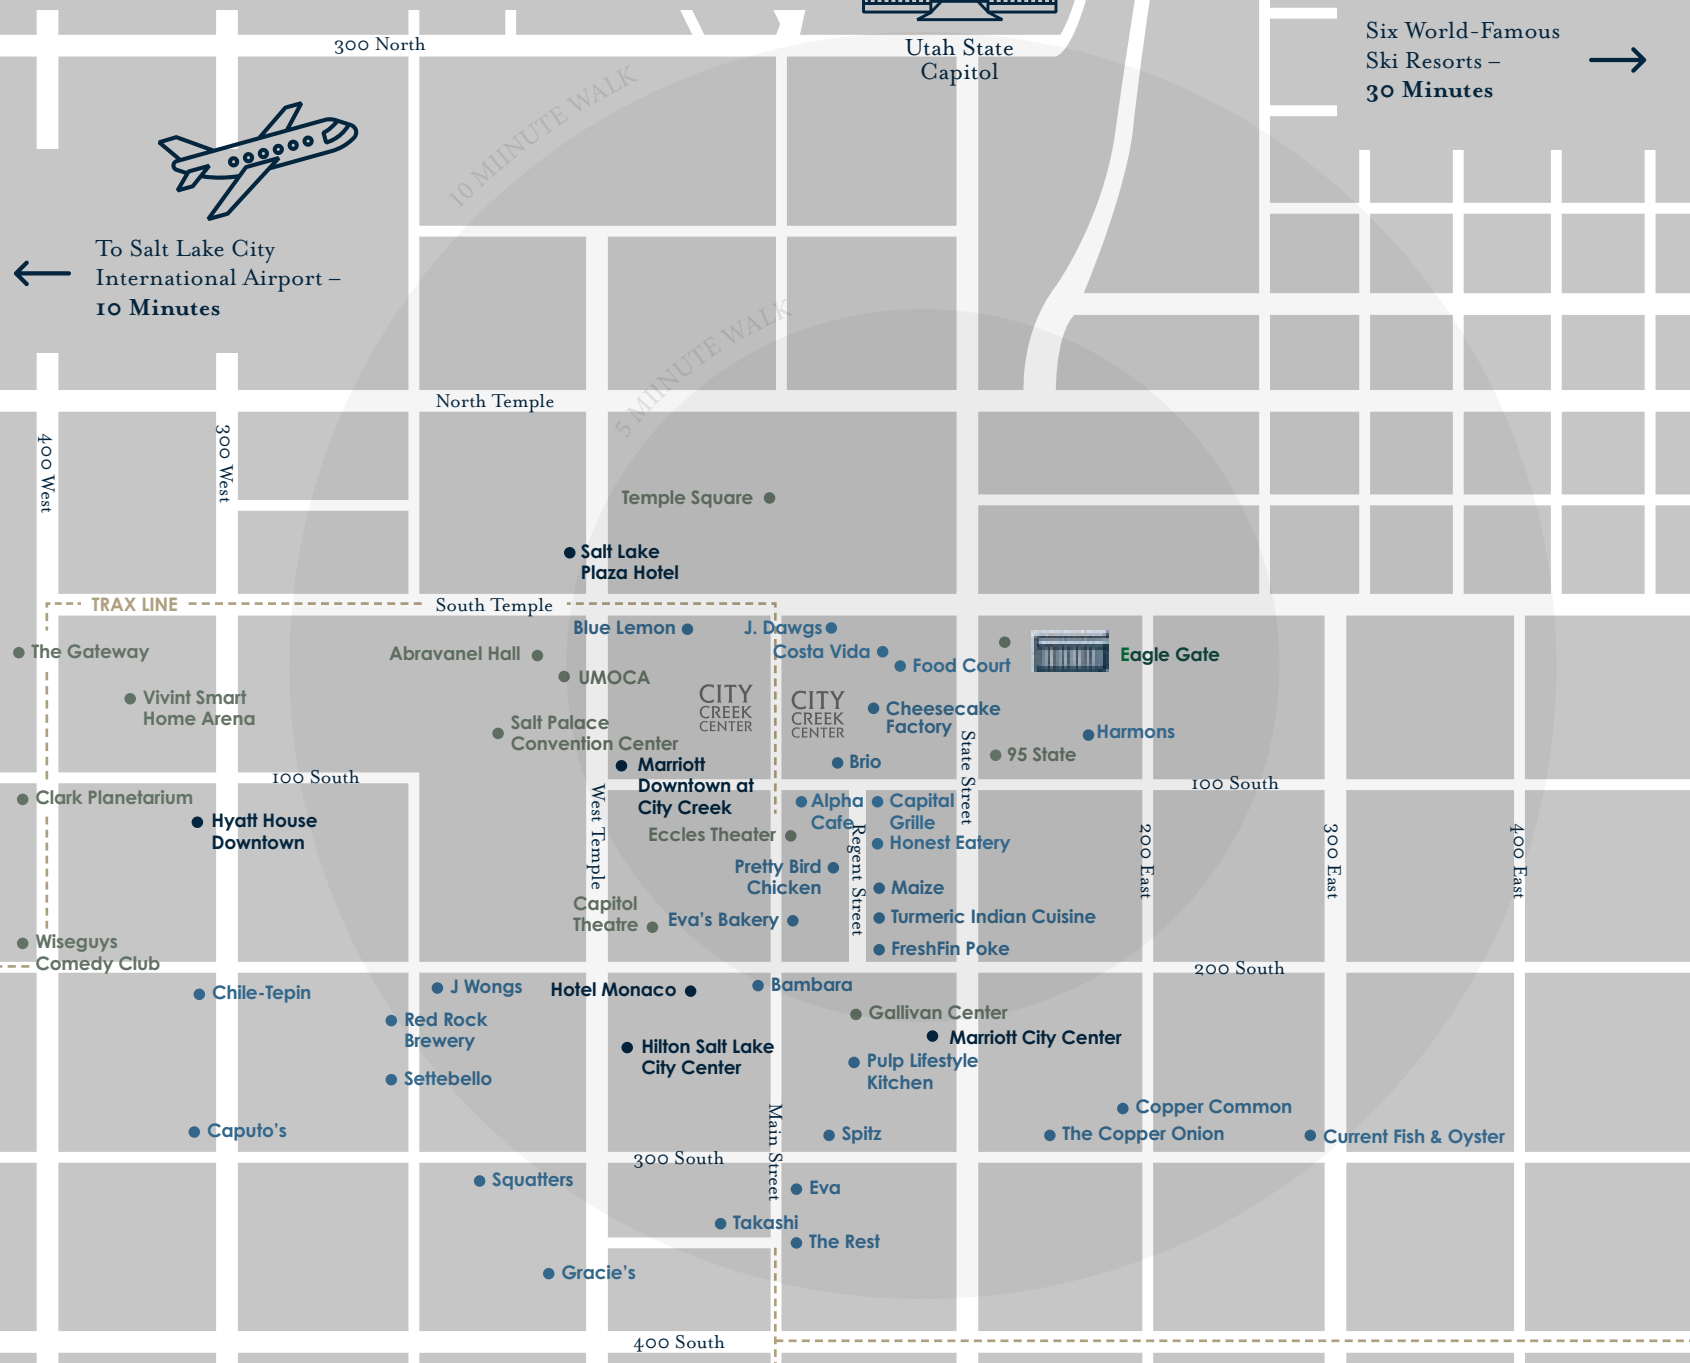 Utah State
Capitol
Six World-Famous
Ski Resorts –
30 Minutes
300 North
10 MIINUTE WALK
To Salt Lake City
International Airport –
10 Minutes
5 MIINUTE WALK
North Temple
400 West
300 West
Temple Square
Salt Lake
Plaza Hotel
TRAX LINE
South Temple
Blue Lemon
J. Dawgs
The Gateway
Abravanel Hall
Costa Vida
Food Court
Eagle Gate
UMOCA
Vivint Smart
Home Arena
CITY
CREEK
CENTER
CITY
CREEK
CENTER
Cheesecake
Factory
Salt Palace
Convention Center
State Street
Harmons
95 State
Marriott
Downtown at
City Creek
Brio
100 South
100 South
Clark Planetarium
West Temple
Alpha
Cafe
Capital
Grille
Hyatt House
Downtown
Eccles Theater
Regent Street
Honest Eatery
200 East
300 East
400 East
Pretty Bird
Chicken
Maize
Capitol
Theatre
Eva's Bakery
Turmeric Indian Cuisine
Wiseguys
Comedy Club
FreshFin Poke
200 South
Chile-Tepin
J Wongs
Hotel Monaco
Bambara
Red Rock
Brewery
Gallivan Center
Marriott City Center
Hilton Salt Lake
City Center
Pulp Lifestyle
Kitchen
Settebello
Main Street
Copper Common
Caputo's
Spitz
The Copper Onion
Current Fish & Oyster
300 South
Squatters
Eva
Takashi
The Rest
Gracie's
400 South